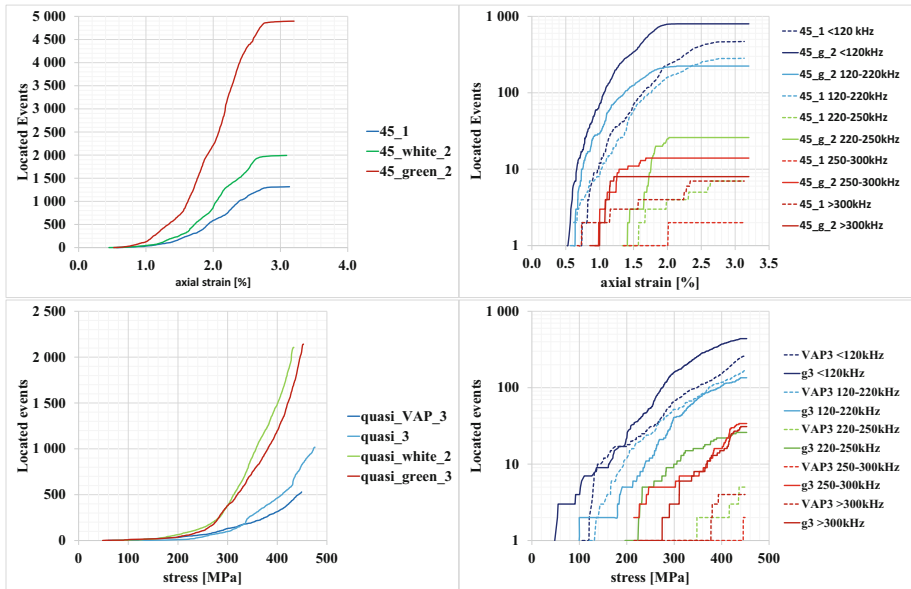 5 000
4 500
4 000
3 500
3 000
2 500
2 000
1 500
1 000
500
0
0.0 1.0 2.0 3.0 4.0
Located Events
axial strain [%]
45_1
45_white_2
45_green_2
1 000
100
10
1
0.0 0.5 1.0 1.5 2.0 2.5 3.0 3.5
Located Events
axial strain [%]
45_1 <120 kHz
45_g_2 <120kHz
45_g_2 120-220kHz
45_1 120-220kHz
45_1 220-250kHz
45_g_2 220-250kHz
45_1 250-300kHz
45_g_2 250-300kHz
45_1 >300kHz
45_g_2 >300kHz
2 500
2 000
1 500
1 000
500
0
0 100 200 300 400 500
Located events
stress [MPa]
quasi_VAP_3
quasi_3
quasi_white_2
quasi_green_3
1 000
100
10
1
0 100 200 300 400 500
Located events
stress [MPa]
VAP3 <120kHz
g3 <120kHz
VAP3 120-220kHz
g3 120-220kHz
VAP3 220-250kHz
g3 220-250kHz
VAP3 250-300kHz
g3 250-300kHz
VAP3 >300kHz
g3 >300kHz